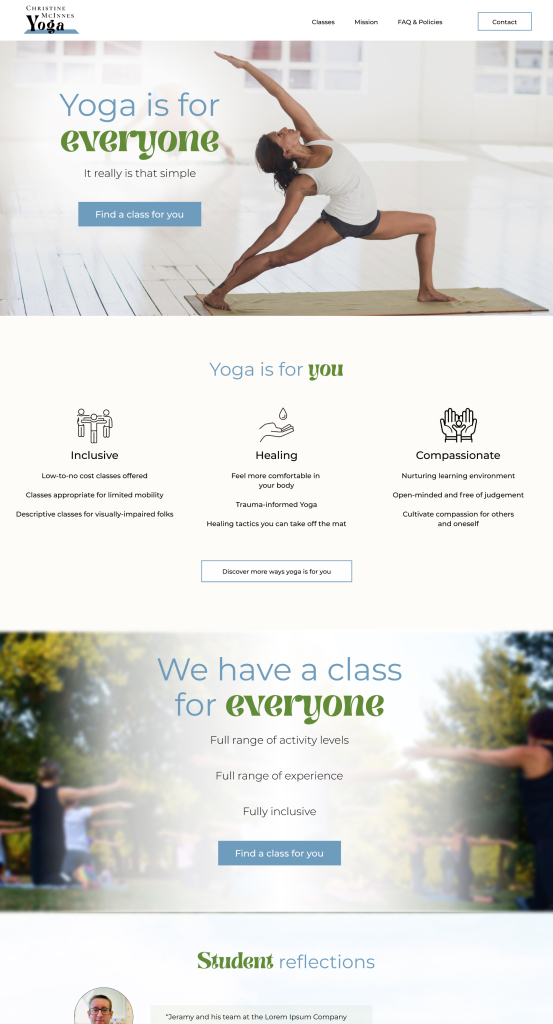 CHRISTINE
MCINNES
Yoga
Classes
Mission
FAQ & Policies
Contact
Yoga is for
everyone
It really is that simple
Find a class for you
Yoga is for you
Inclusive
Low-to-no cost classes offered
Classes appropriate for limited mobility
Descriptive classes for visually-impaired folks
Healing
Feel more comfortable in
your body
Trauma-informed Yoga
Healing tactics you can take off the mat
Compassionate
Nurturing learning environment
Open-minded and free of judgement
Cultivate compassion for others
and oneself
Discover more ways yoga is for you
We have a class
for everyone
Full range of activity levels
Full range of experience
Fully inclusive
Find a class for you
Student reflections
“Jeramy and his team at the Lorem Ipsum Company